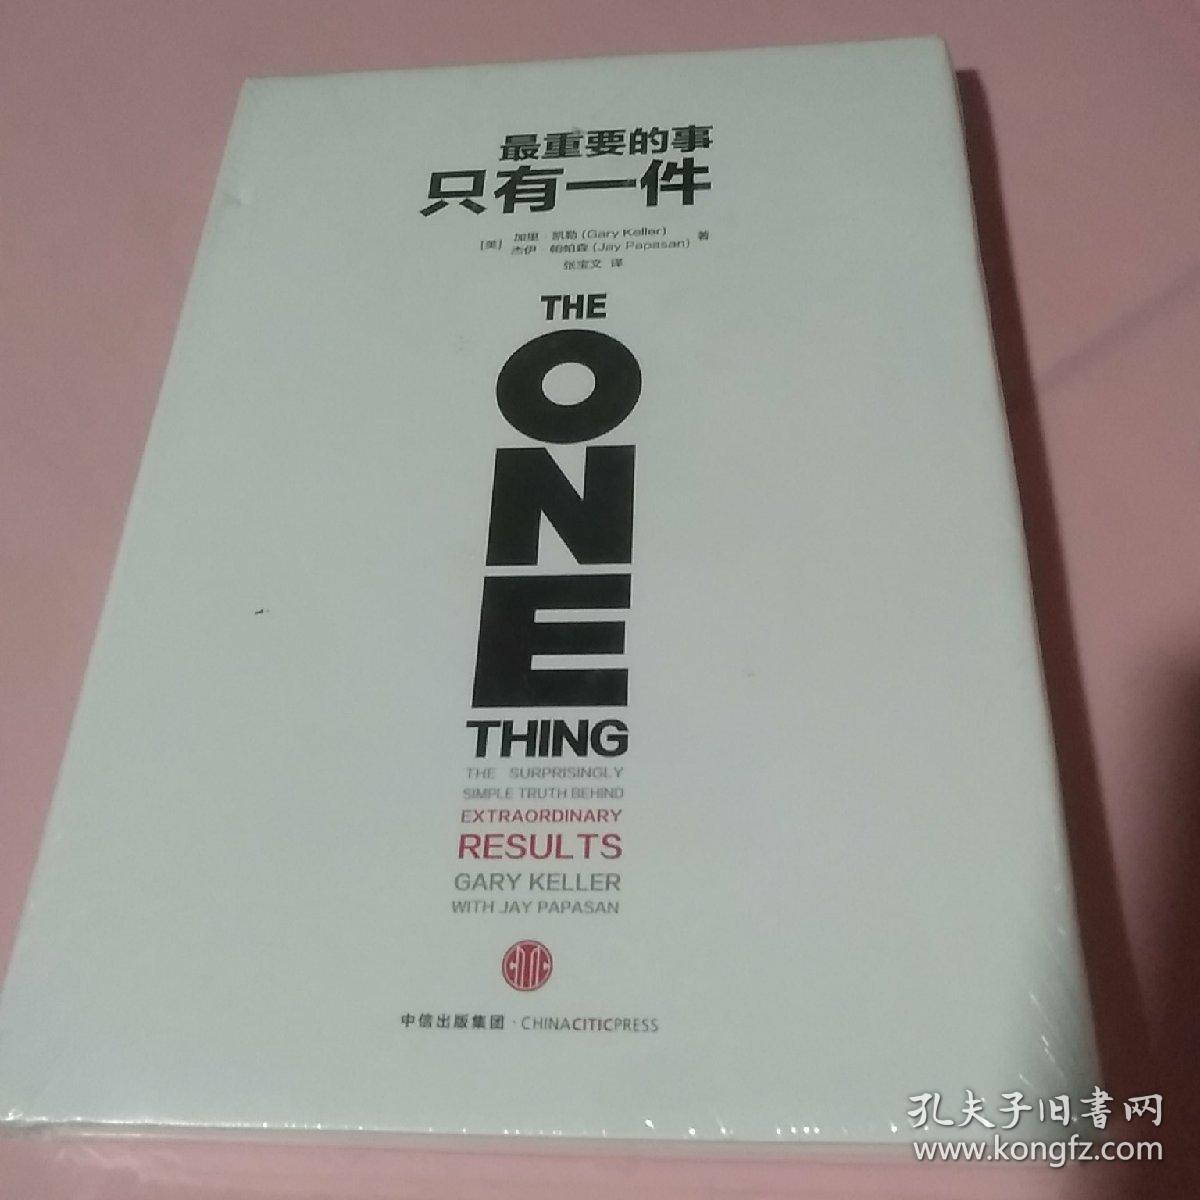 最重要的事
只有一件
[美] 加里·凯勒 (Gary Keller)
杰伊·帕帕森 (Jay Papasan) 著
张宝文 译
THE
ONE
THING
THE SURPRISINGLY
SIMPLE TRUTH BEHIND
EXTRAORDINARY
RESULTS
GARY KELLER
WITH JAY PAPASAN
中信出版集团·CHINACITICPRESS
孔夫子旧书网
www.kongfz.com